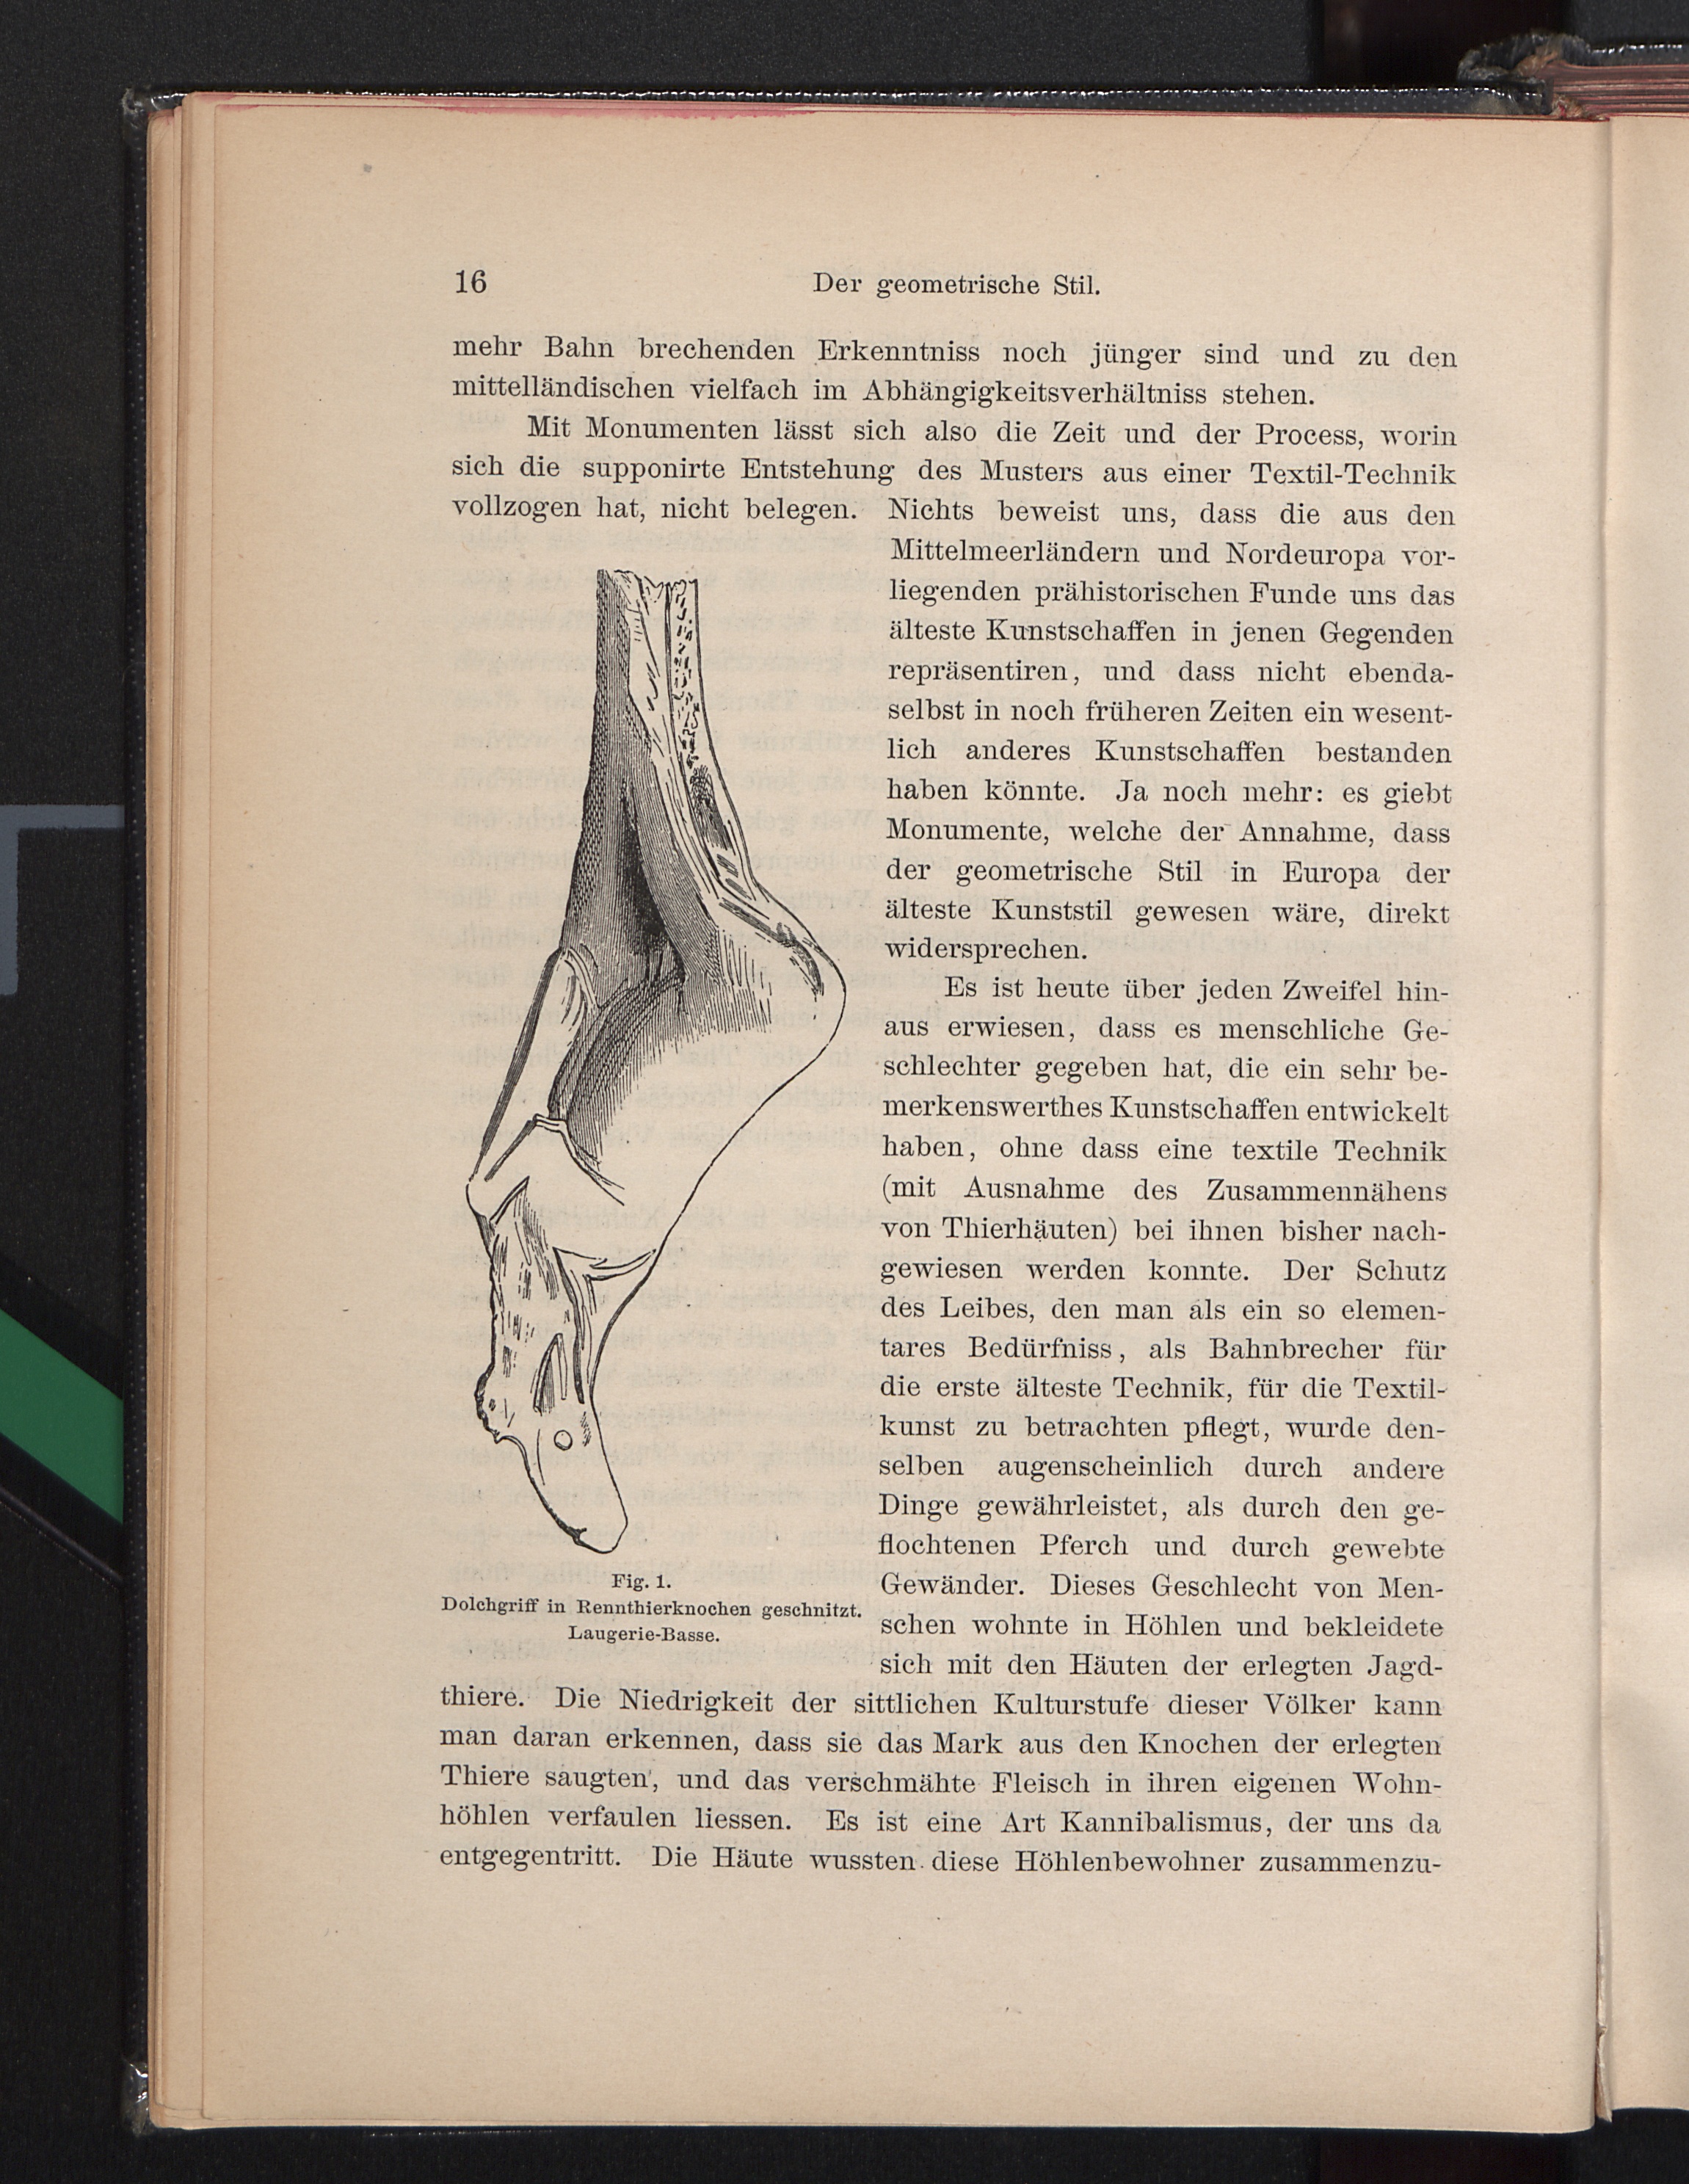 16 Der geometrische Stil.
mehr Bahn brechenden Erkenntniss noch jünger sind und zu den
mittelländischen vielfach im Abhängigkeitsverhältniss stehen.
Mit Monumenten lässt sich also die Zeit und der Process, worin
sich die supponirte Entstehung des Musters aus einer Textil-Technik
vollzogen hat, nicht belegen. Nichts beweist uns, dass die aus den
Mittelmeerländern und Nordeuropa vor-
liegenden prähistorischen Funde uns das
älteste Kunstschaffen in jenen Gegenden
repräsentiren, und dass nicht ebenda-
selbst in noch früheren Zeiten ein wesent-
lich anderes Kunstschaffen bestanden
haben könnte. Ja noch mehr: es giebt
Monumente, welche der Annahme, dass
der geometrische Stil in Europa der
älteste Kunststil gewesen wäre, direkt
widersprechen.
Es ist heute über jeden Zweifel hin-
aus erwiesen, dass es menschliche Ge-
schlechter gegeben hat, die ein sehr be-
merkenswerthes Kunstschaffen entwickelt
haben, ohne dass eine textile Technik
(mit Ausnahme des Zusammennähens
von Thierhäuten) bei ihnen bisher nach-
gewiesen werden konnte. Der Schutz
des Leibes, den man als ein so elemen-
tares Bedürfniss, als Bahnbrecher für
die erste älteste Technik, für die Textil-
kunst zu betrachten pflegt, wurde den-
selben augenscheinlich durch andere
Dinge gewährleistet, als durch den ge-
flochtenen Pferch und durch gewebte
Gewänder. Dieses Geschlecht von Men-
schen wohnte in Höhlen und bekleidete
sich mit den Häuten der erlegten Jagd-
Fig. 1.
Dolchgriff in Rennthierknochen geschnitzt.
Laugerie-Basse.
thiere. Die Niedrigkeit der sittlichen Kulturstufe dieser Völker kann
man daran erkennen, dass sie das Mark aus den Knochen der erlegten
Thiere saugten, und das verschmähte Fleisch in ihren eigenen Wohn-
höhlen verfaulen liessen. Es ist eine Art Kannibalismus, der uns da
entgegentritt. Die Häute wussten diese Höhlenbewohner zusammenzu-